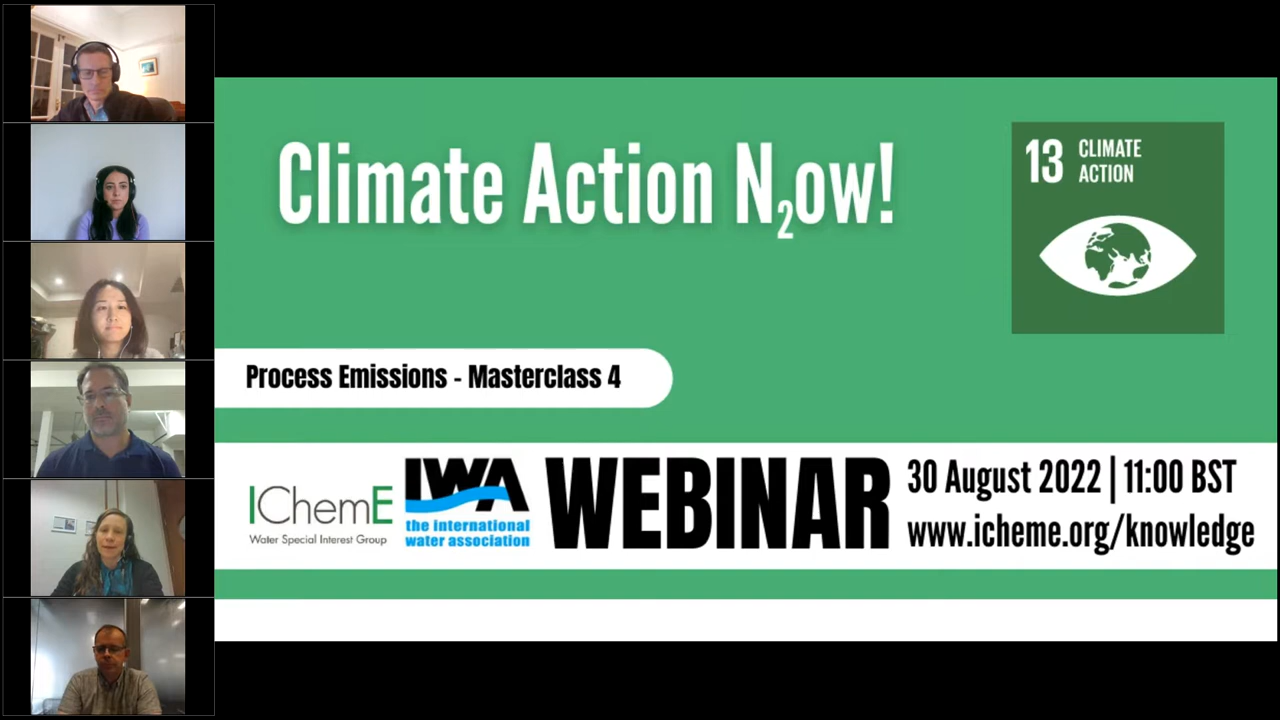 Climate Action N₂ow!
13 CLIMATE
ACTION
Process Emissions - Masterclass 4
IChemE
Water Special Interest Group
IWA
the international
water association
WEBINAR
30 August 2022 | 11:00 BST
www.icheme.org/knowledge